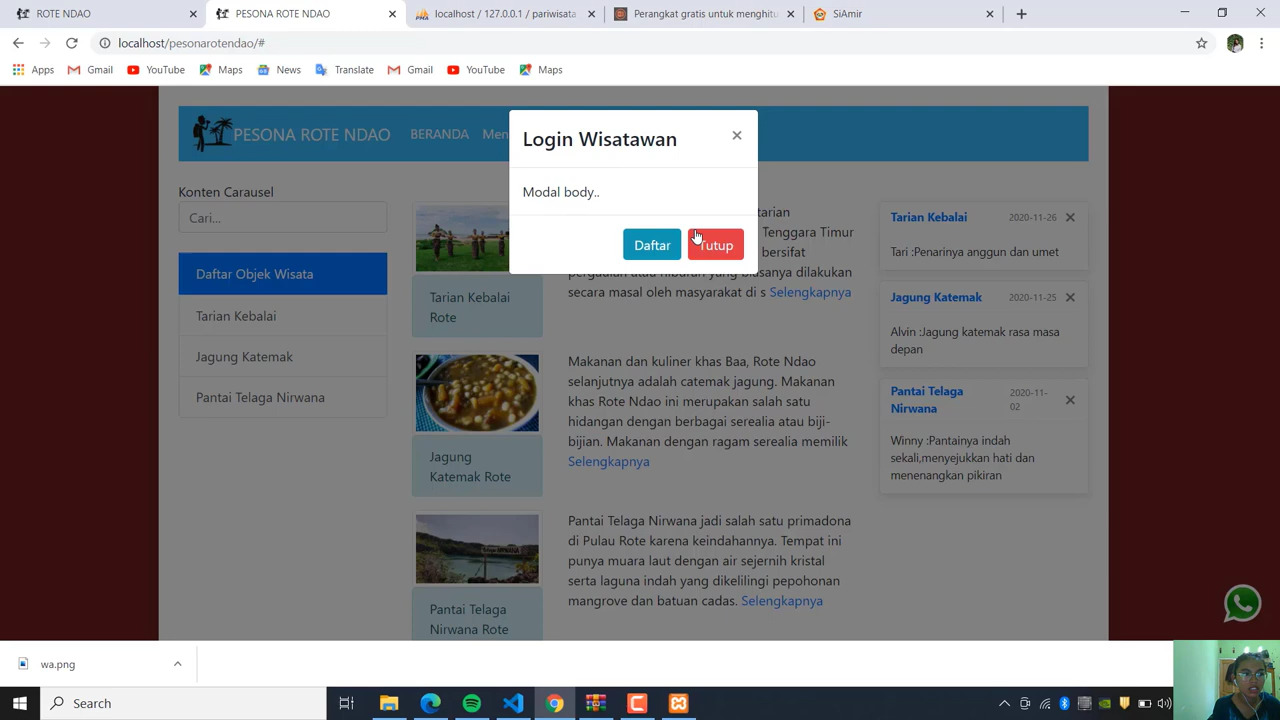 ROTE NDAO
PESONA ROTE NDAO
localhost / 127.0.0.1 / pariwisata
Perangkat gratis untuk menghitu
SiAmir
localhost/pesonarotendao/#
Apps
Gmail
YouTube
Maps
News
Translate
Gmail
YouTube
Maps
PESONA ROTE NDAO
BERANDA
Men
Login Wisatawan
×
Modal body..
Daftar
Tutup
Konten Carausel
Cari...
Daftar Objek Wisata
Tarian Kebalai
Jagung Katemak
Pantai Telaga Nirwana
Tarian Kebalai
Rote
tarian
Tenggara Timur
bersifat
pergaulan atau hiburan yang biasanya dilakukan
secara masal oleh masyarakat di s Selengkapnya
Jagung
Katemak Rote
Makanan dan kuliner khas Baa, Rote Ndao
selanjutnya adalah catemak jagung. Makanan
khas Rote Ndao ini merupakan salah satu
hidangan dengan berbagai serealia atau biji-
bijian. Makanan dengan ragam serealia memilik
Selengkapnya
Pantai Telaga
Nirwana Rote
Pantai Telaga Nirwana jadi salah satu primadona
di Pulau Rote karena keindahannya. Tempat ini
punya muara laut dengan air sejernih kristal
serta laguna indah yang dikelilingi pepohonan
mangrove dan batuan cadas. Selengkapnya
Tarian Kebalai 2020-11-26 ×
Tari :Penarinya anggun dan umet
Jagung Katemak 2020-11-25 ×
Alvin :Jagung katemak rasa masa
depan
Pantai Telaga
Nirwana
2020-11-
02
×
Winny :Pantainya indah
sekali,menyejukkan hati dan
menenangkan pikiran
wa.png
Search